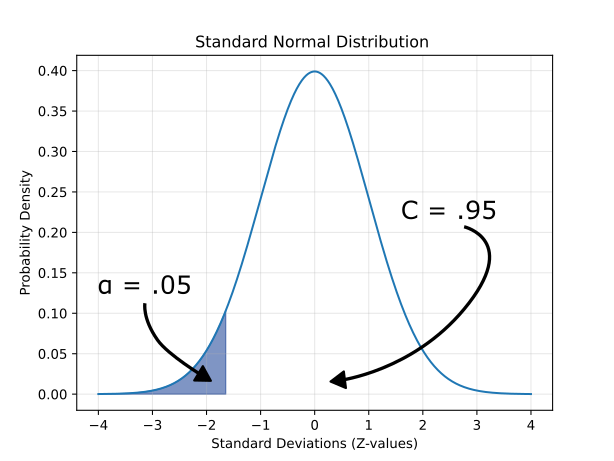 Standard Normal Distribution
0.40
0.35
0.30
0.25
0.20
0.15
0.10
0.05
0.00
Probability Density
C = .95
a = .05
−4 −3 −2 −1 0 1 2 3 4
Standard Deviations (Z-values)